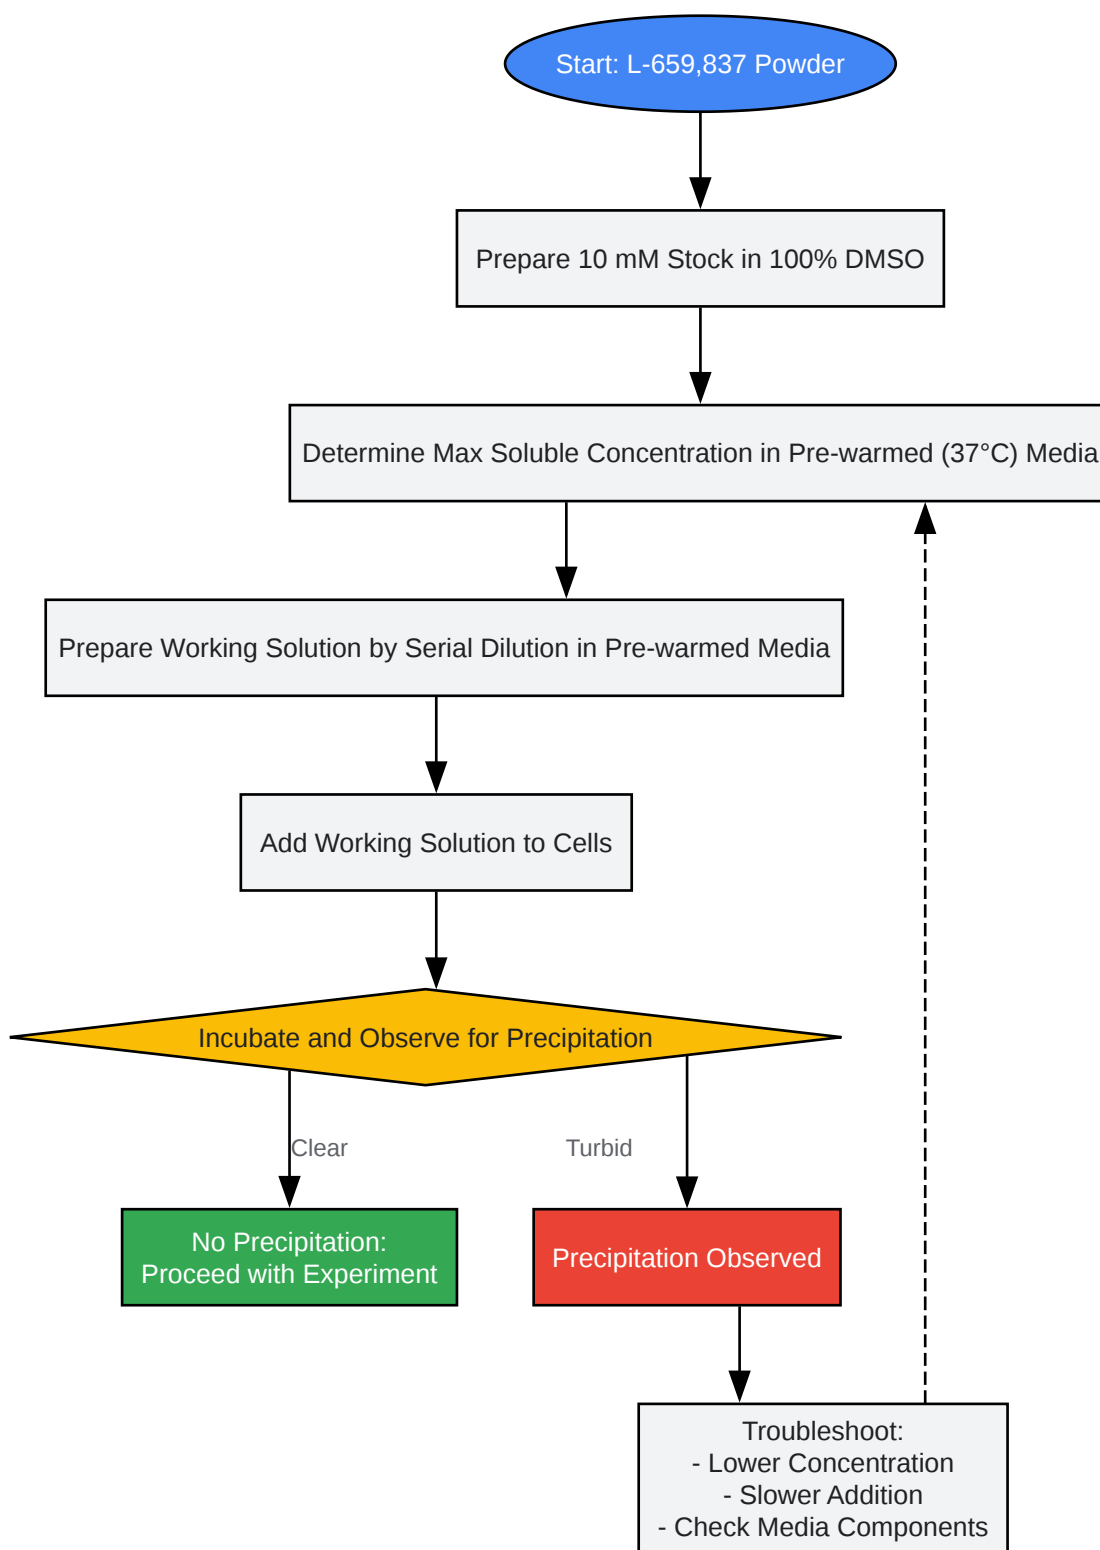 Start: L-659,837 Powder
Prepare 10 mM Stock in 100% DMSO
Determine Max Soluble Concentration in Pre-warmed (37°C) Media
Prepare Working Solution by Serial Dilution in Pre-warmed Media
Add Working Solution to Cells
Incubate and Observe for Precipitation
Clear
Turbid
No Precipitation:
Proceed with Experiment
Precipitation Observed
Troubleshoot:
- Lower Concentration
- Slower Addition
- Check Media Components